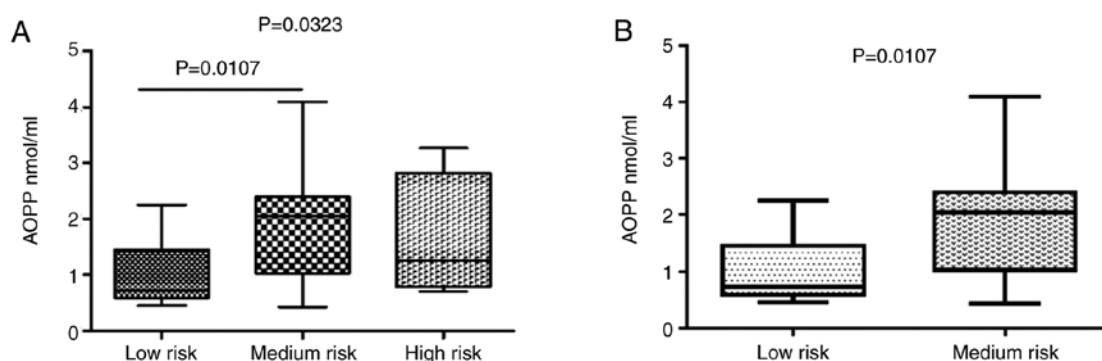 A
P=0.0323
P=0.0107
AOPP nmol/ml
5
4
3
2
1
0
Low risk
Medium risk
High risk
B
P=0.0107
AOPP nmol/ml
5
4
3
2
1
0
Low risk
Medium risk